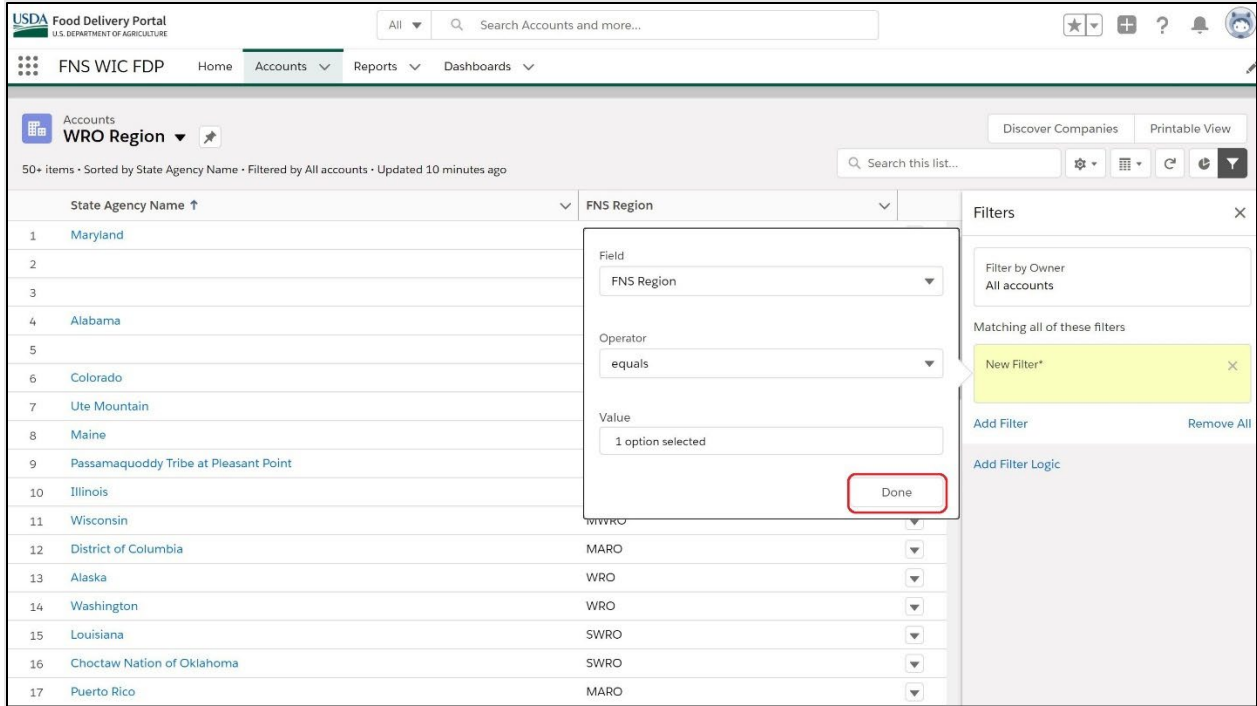 USDA Food Delivery Portal
U.S. DEPARTMENT OF AGRICULTURE
All
Search Accounts and more...
FNS WIC FDP
Home
Accounts
Reports
Dashboards
Accounts
WRO Region
Discover Companies
Printable View
50+ items • Sorted by State Agency Name • Filtered by All accounts • Updated 10 minutes ago
Search this list...
State Agency Name ↑
FNS Region
1 Maryland
2
3
4 Alabama
5
6 Colorado
7 Ute Mountain
8 Maine
9 Passamaquoddy Tribe at Pleasant Point
10 Illinois
11 Wisconsin MWRO
12 District of Columbia MARO
13 Alaska WRO
14 Washington WRO
15 Louisiana SWRO
16 Choctaw Nation of Oklahoma SWRO
17 Puerto Rico MARO
Field
FNS Region
Operator
equals
Value
1 option selected
Done
Filters
Filter by Owner
All accounts
Matching all of these filters
New Filter*
Add Filter
Remove All
Add Filter Logic